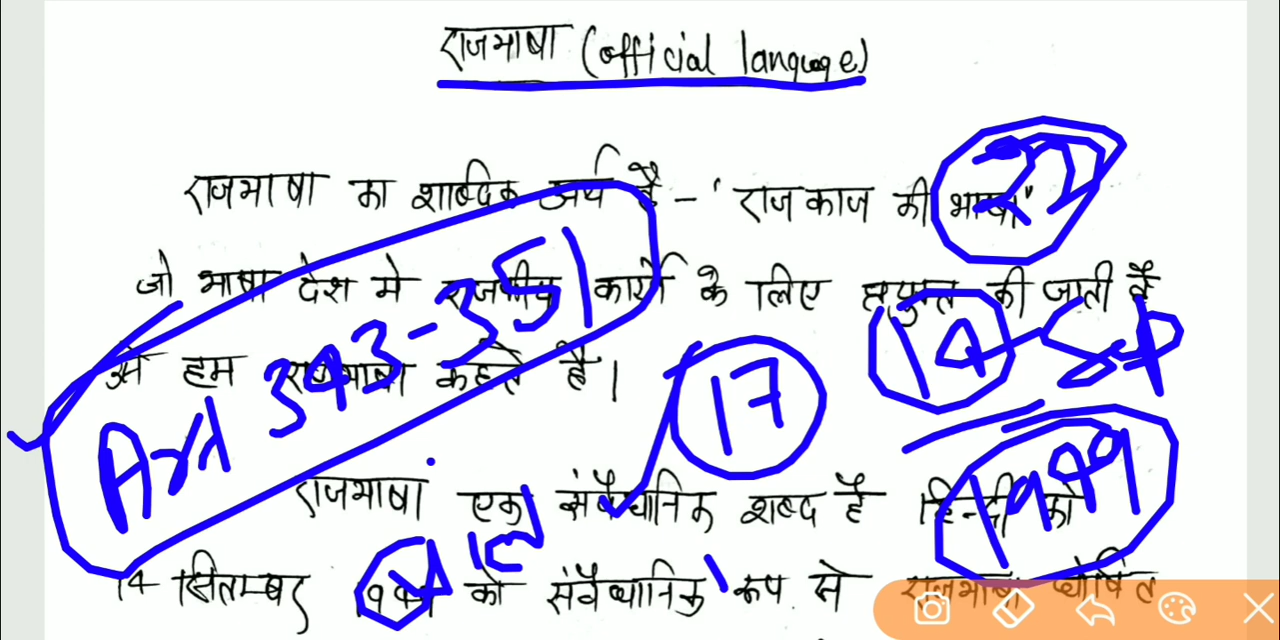 राजभाषा (official language)
राजभाषा का शाब्दिक अर्थ है - 'राजकाज की भाषा'
22
जो भाषा देश मे राजकीय कार्यो के लिए प्रयुक्त की जाती है
उसे हम राजभाषा कहते है।
Art 343-351
17
14 Sep
1949
राजभाषा एक संवैधानिक शब्द है हिन्दी को
14 सितम्बर 1949 को संवैधानिक रूप से राजभाषा घोषित